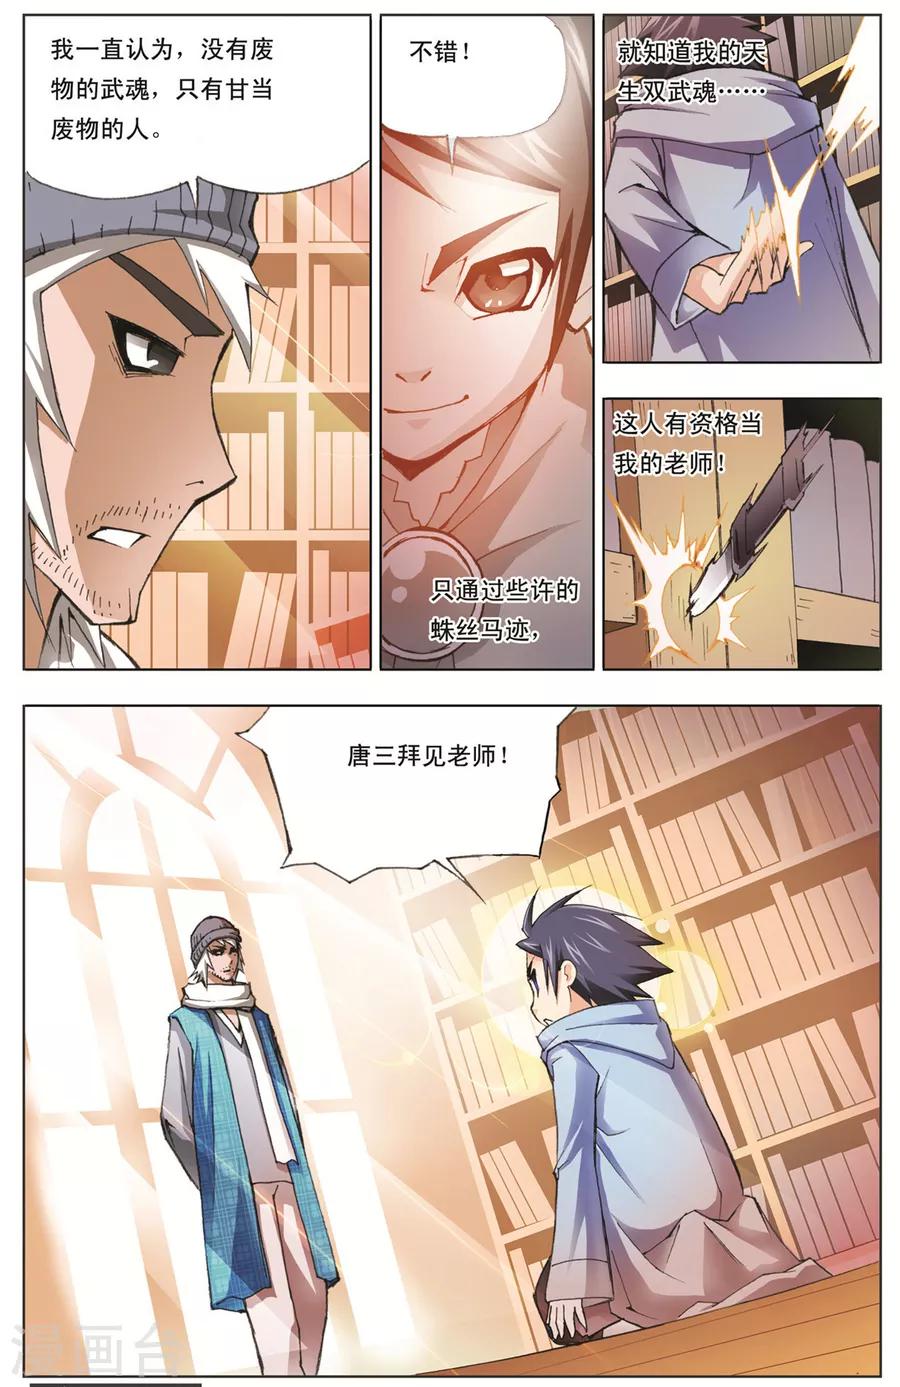 我一直认为，没有废
物的武魂，只有甘当
废物的人。
不错！
只通过些许的
蛛丝马迹，
就知道我的天
生双武魂……
这人有资格当
我的老师！
唐三拜见老师！
漫画台